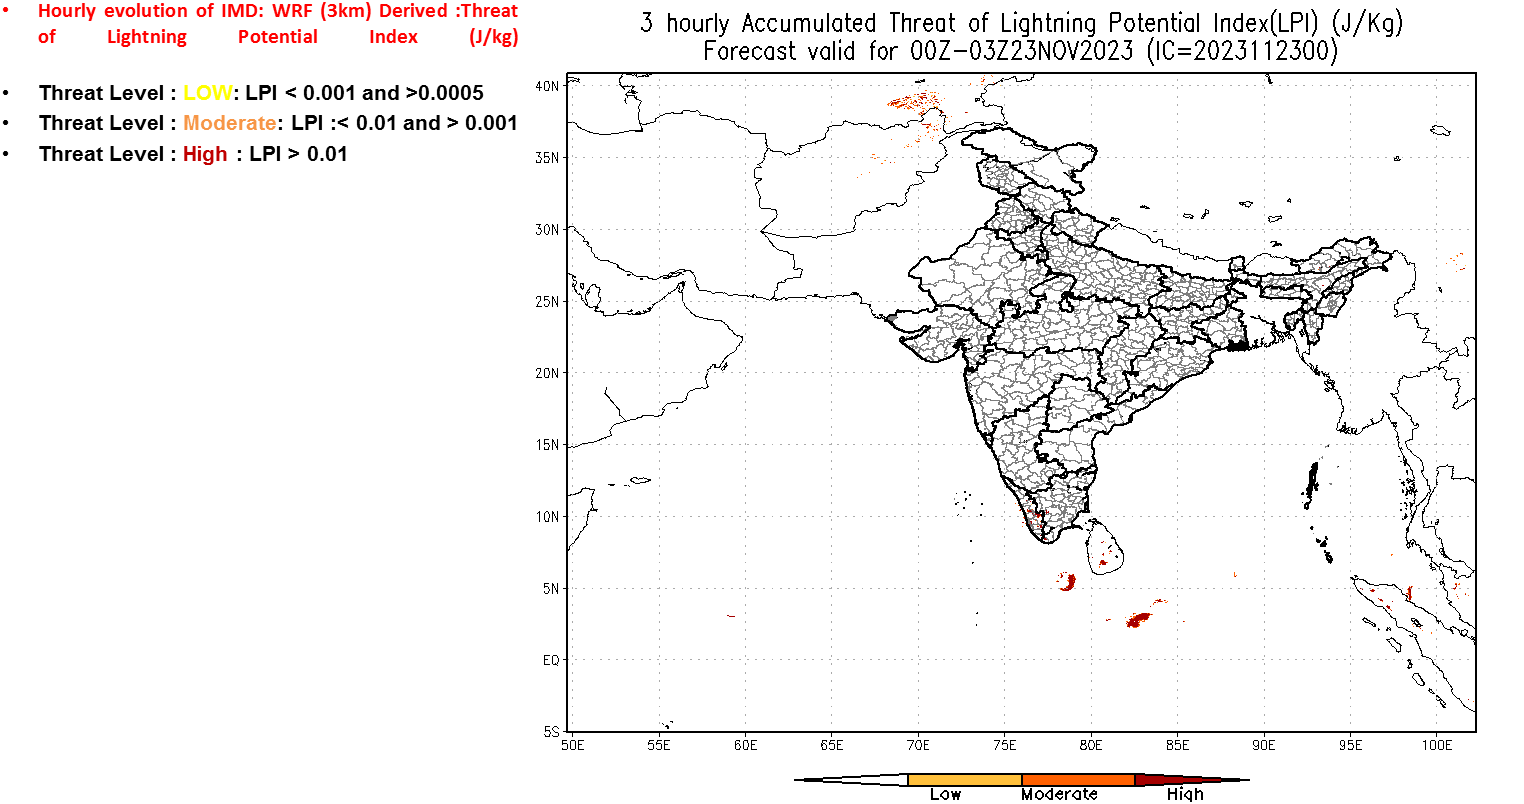 • Hourly evolution of IMD: WRF (3km) Derived :Threat
of Lightning Potential Index (J/kg)
• Threat Level : LOW: LPI < 0.001 and >0.0005
• Threat Level : Moderate: LPI :< 0.01 and > 0.001
• Threat Level : High : LPI > 0.01
3 hourly Accumulated Threat of Lightning Potential Index(LPI) (J/Kg)
Forecast valid for 00Z-03Z23NOV2023 (IC=2023112300)
40N
35N
30N
25N
20N
15N
10N
5N
EQ
5S
50E 55E 60E 65E 70E 75E 80E 85E 90E 95E 100E
Low Moderate High